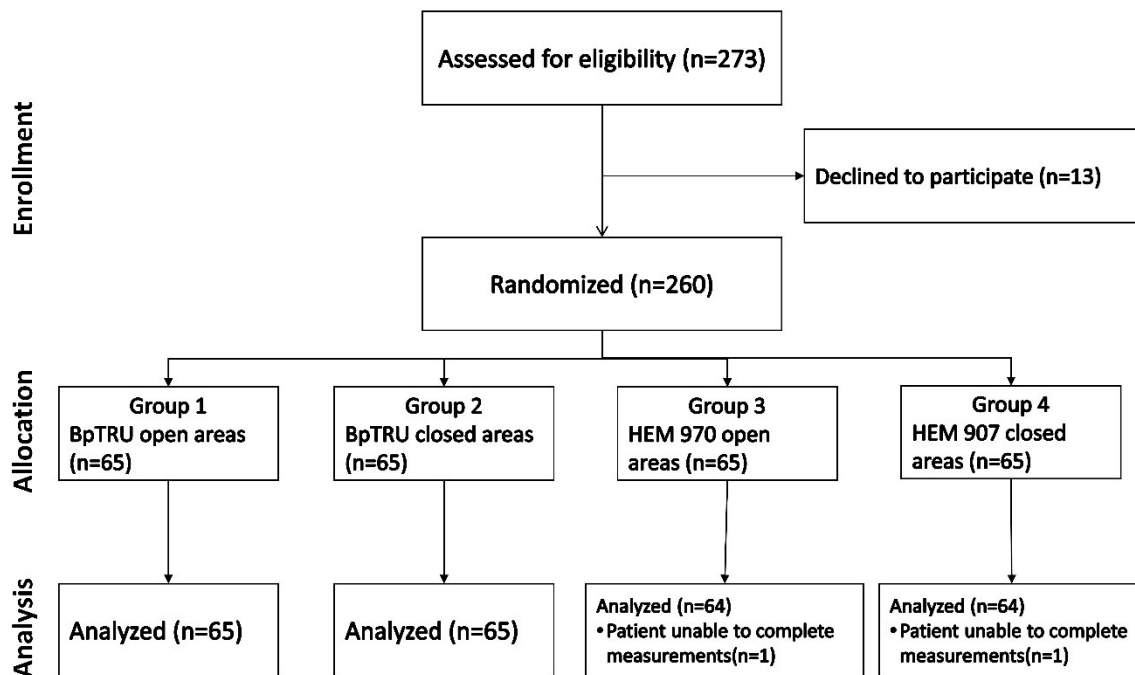 Enrollment
Assessed for eligibility (n=273)
Declined to participate (n=13)
Randomized (n=260)
Allocation
Group 1
BpTRU open areas
(n=65)
Group 2
BpTRU closed areas
(n=65)
Group 3
HEM 970 open
areas (n=65)
Group 4
HEM 907 closed
areas (n=65)
Analysis
Analyzed (n=65)
Analyzed (n=65)
Analyzed (n=64)
•Patient unable to complete
measurements(n=1)
Analyzed (n=64)
• Patient unable to complete
measurements(n=1)